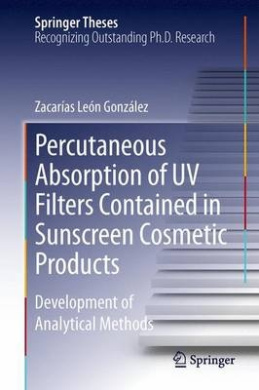 Springer Theses
Recognizing Outstanding Ph.D. Research
Zacarías León González
Percutaneous
Absorption of UV
Filters Contained in
Sunscreen Cosmetic
Products
Development of
Analytical Methods
Springer